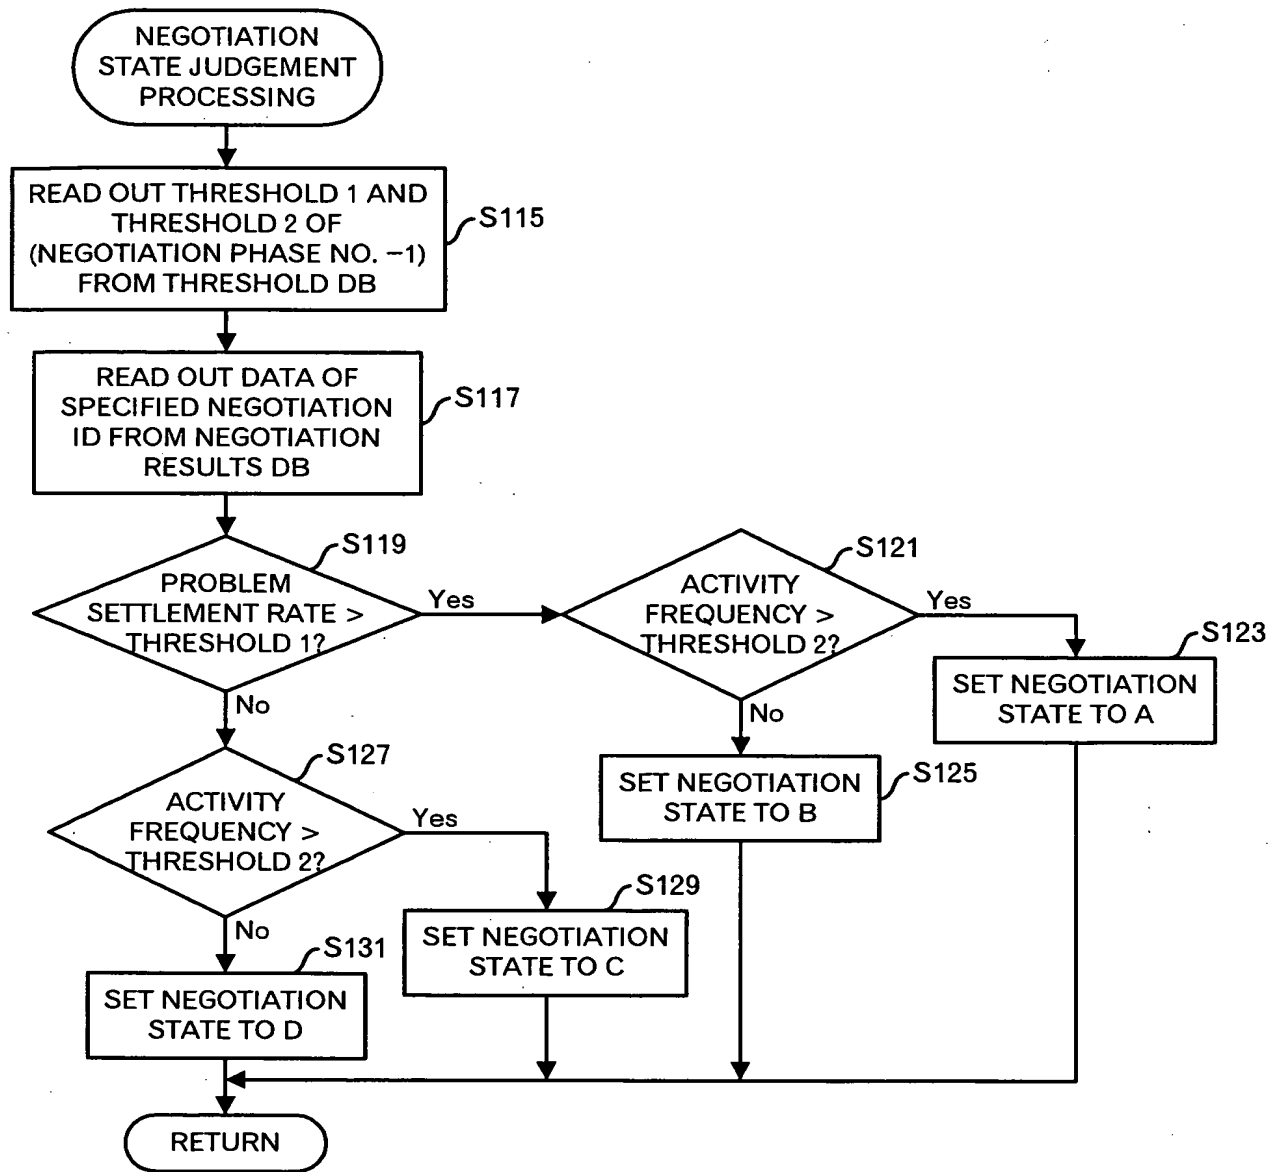 NEGOTIATION
STATE JUDGEMENT
PROCESSING
READ OUT THRESHOLD 1 AND
THRESHOLD 2 OF
(NEGOTIATION PHASE NO. −1)
FROM THRESHOLD DB
S115
READ OUT DATA OF
SPECIFIED NEGOTIATION
ID FROM NEGOTIATION
RESULTS DB
S117
PROBLEM
SETTLEMENT RATE >
THRESHOLD 1?
S119
Yes
No
ACTIVITY
FREQUENCY >
THRESHOLD 2?
S121
Yes
No
SET NEGOTIATION
STATE TO A
S123
SET NEGOTIATION
STATE TO B
S125
ACTIVITY
FREQUENCY >
THRESHOLD 2?
S127
Yes
No
SET NEGOTIATION
STATE TO C
S129
SET NEGOTIATION
STATE TO D
S131
RETURN